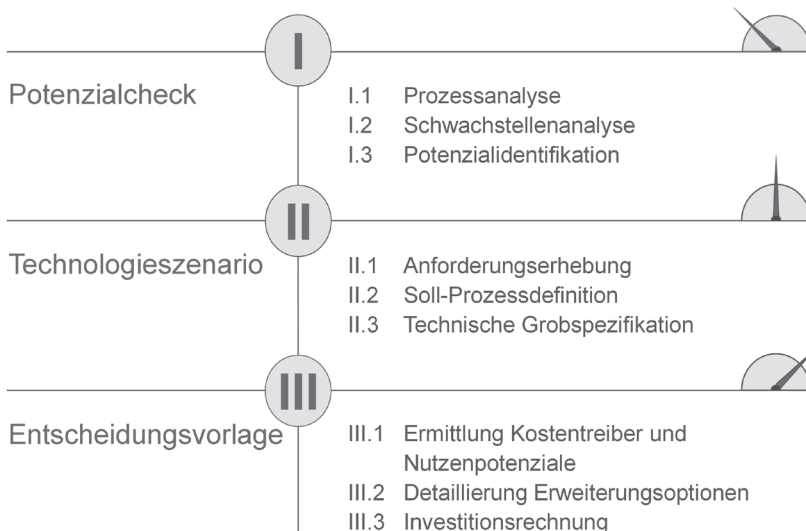 I
Potenzialcheck
I.1 Prozessanalyse
I.2 Schwachstellenanalyse
I.3 Potenzialidentifikation
II
Technologieszenario
II.1 Anforderungserhebung
II.2 Soll-Prozessdefinition
II.3 Technische Grobspezifikation
III
Entscheidungsvorlage
III.1 Ermittlung Kostentreiber und
Nutzenpotenziale
III.2 Detaillierung Erweiterungsoptionen
III.3 Investitionsrechnung